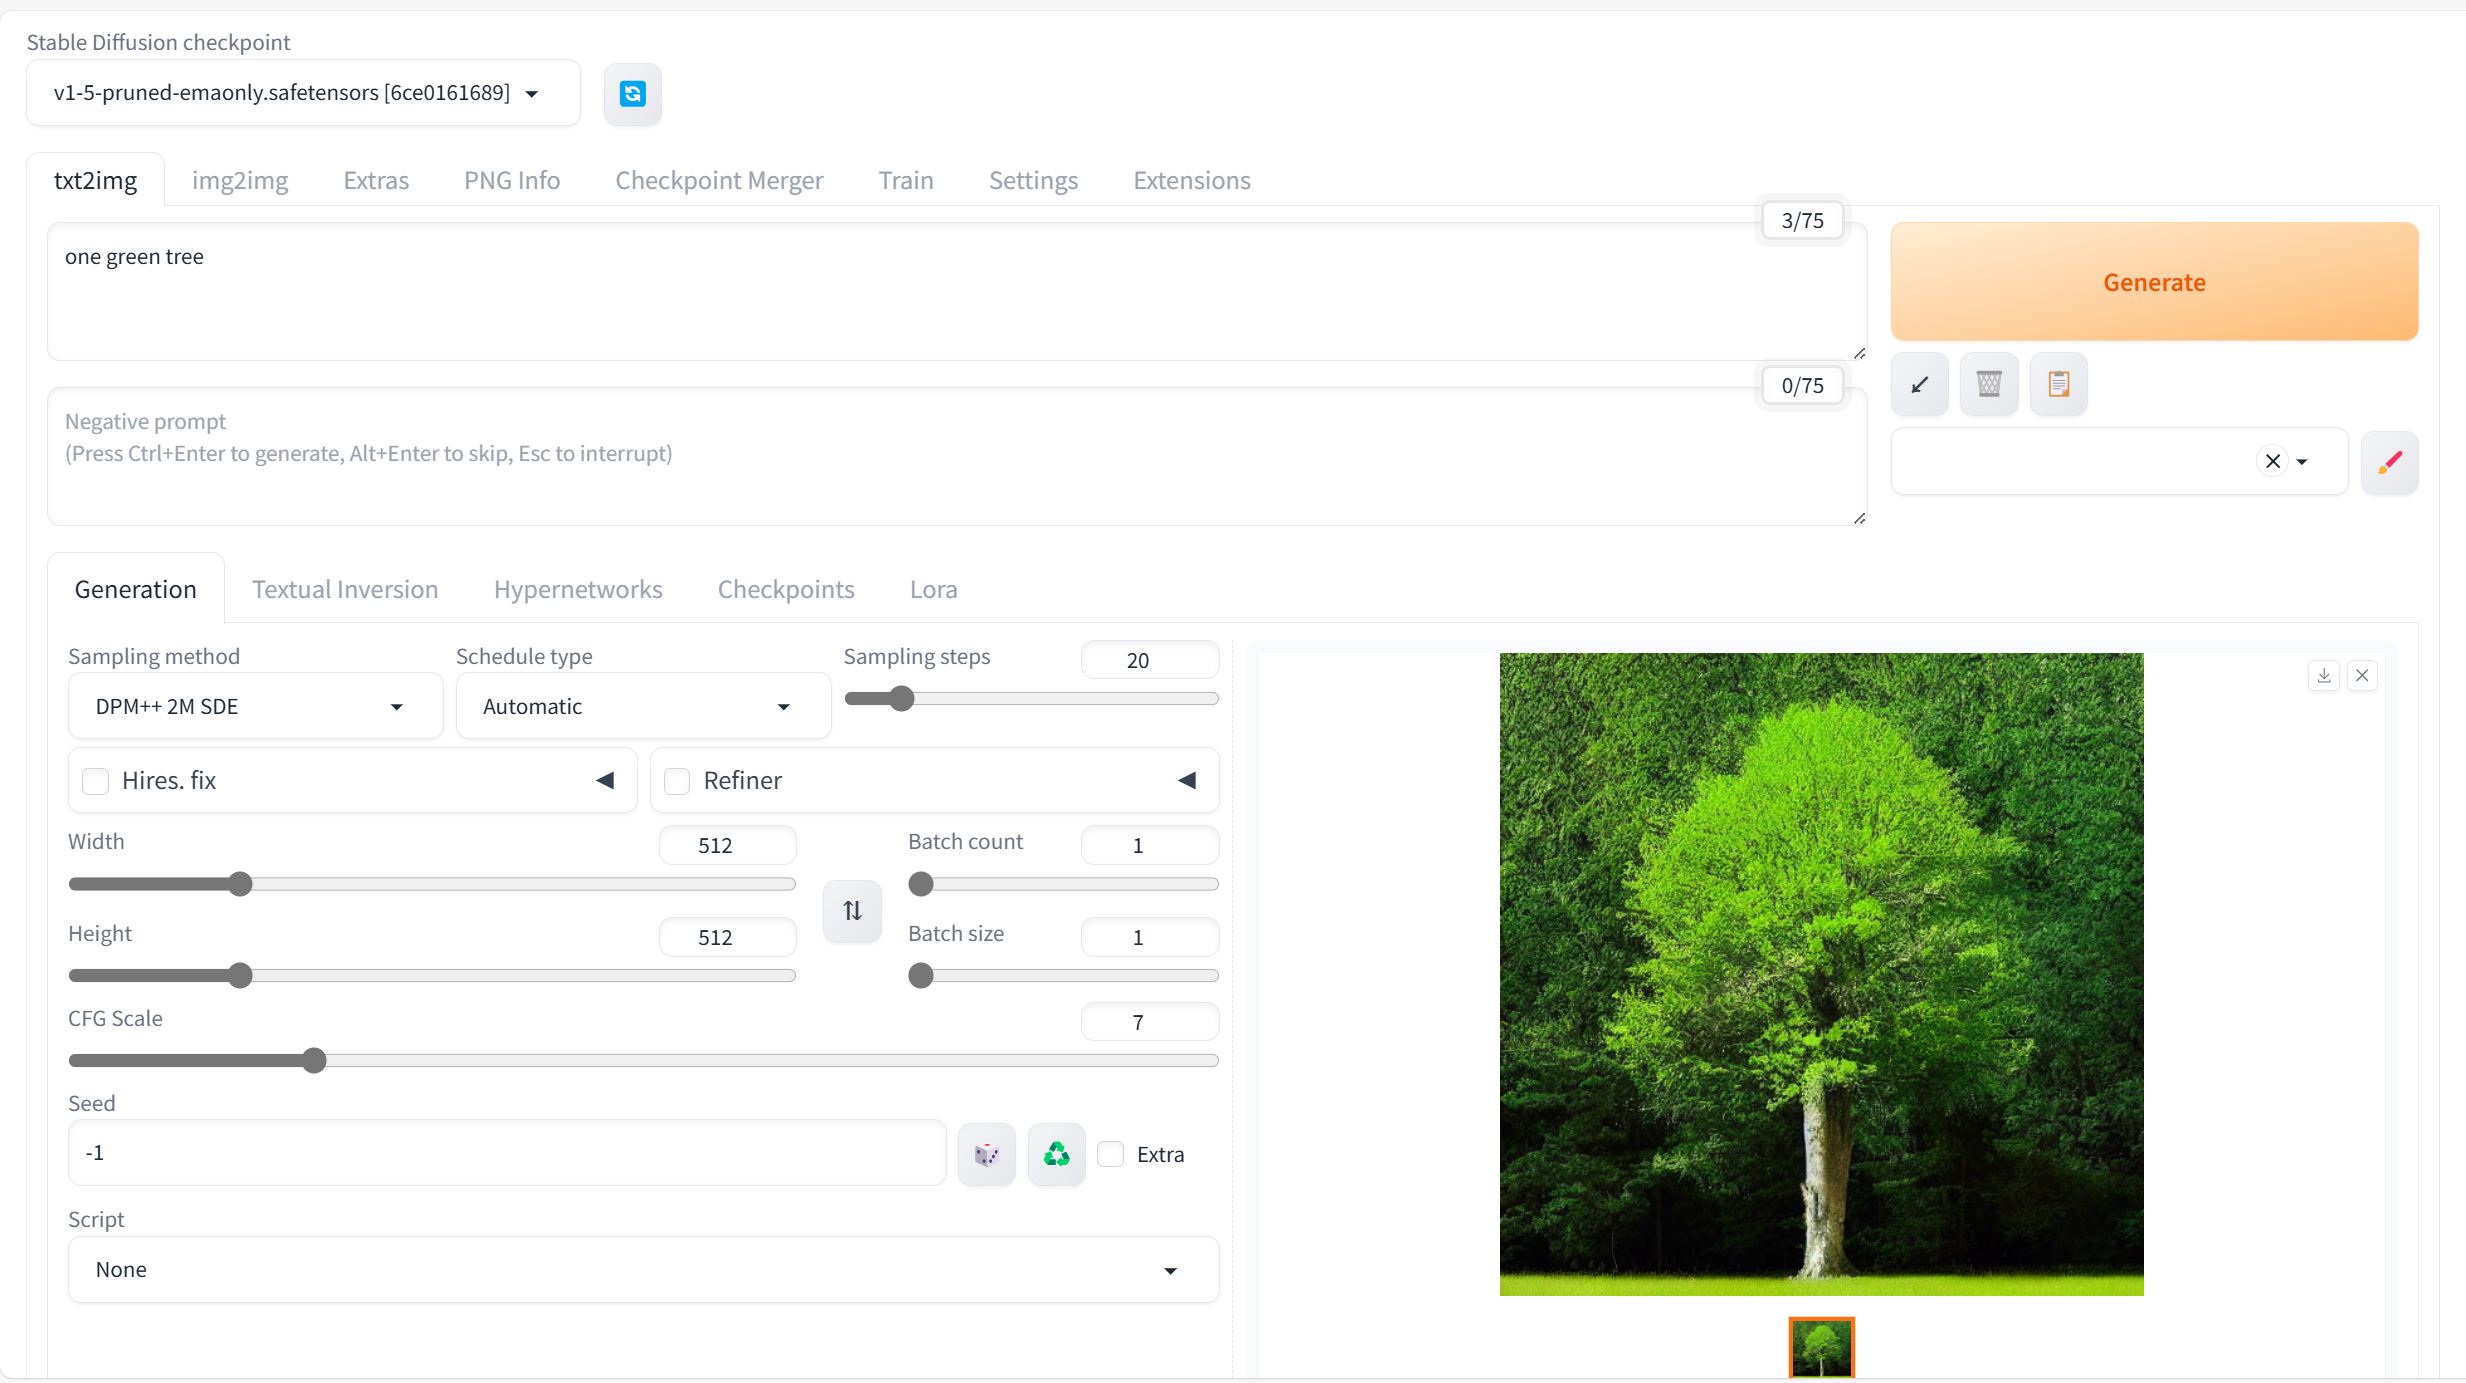 Stable Diffusion checkpoint
v1-5-pruned-emaonly.safetensors [6ce0161689]
txt2img img2img Extras PNG Info Checkpoint Merger Train Settings Extensions
3/75
one green tree
Generate
0/75
Negative prompt
(Press Ctrl+Enter to generate, Alt+Enter to skip, Esc to interrupt)
Generation Textual Inversion Hypernetworks Checkpoints Lora
Sampling method Schedule type Sampling steps 20
DPM++ 2M SDE Automatic
Hires. fix Refiner
Width 512 Batch count 1
Height 512 Batch size 1
CFG Scale 7
Seed
-1 Extra
Script
None